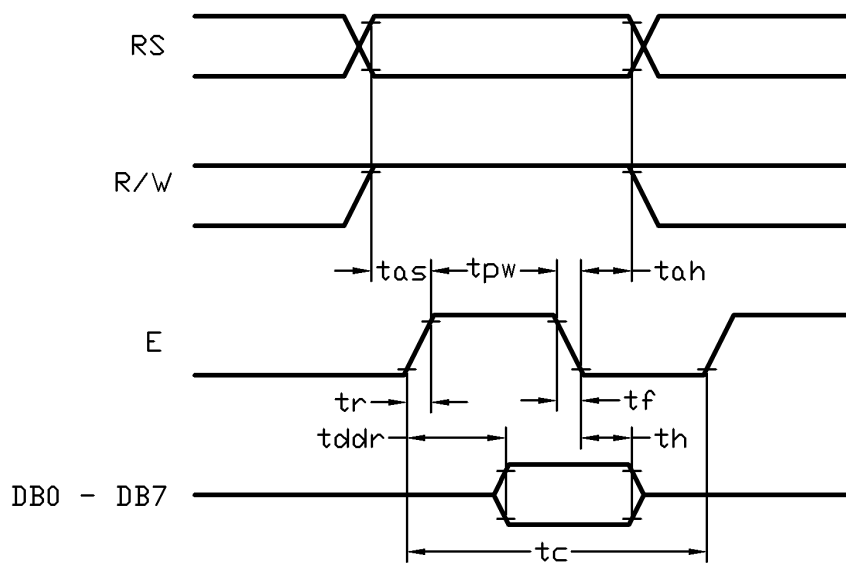 RS
R/W
tas
tpw
tah
E
tr
tf
tddr
th
DB0 - DB7
tc